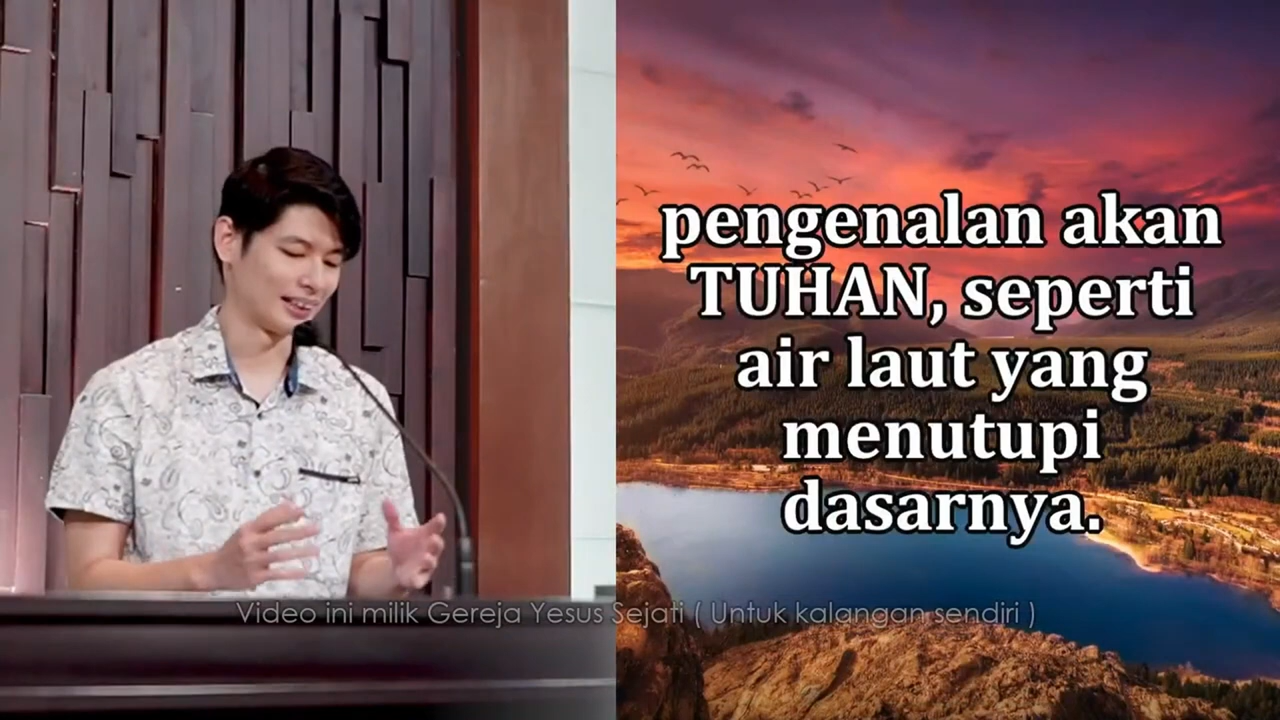 pengenalan akan
TUHAN, seperti
air laut yang
menutupi
dasarnya.
Video ini milik Gereja Yesus Sejati ( Untuk kalangan sendiri )